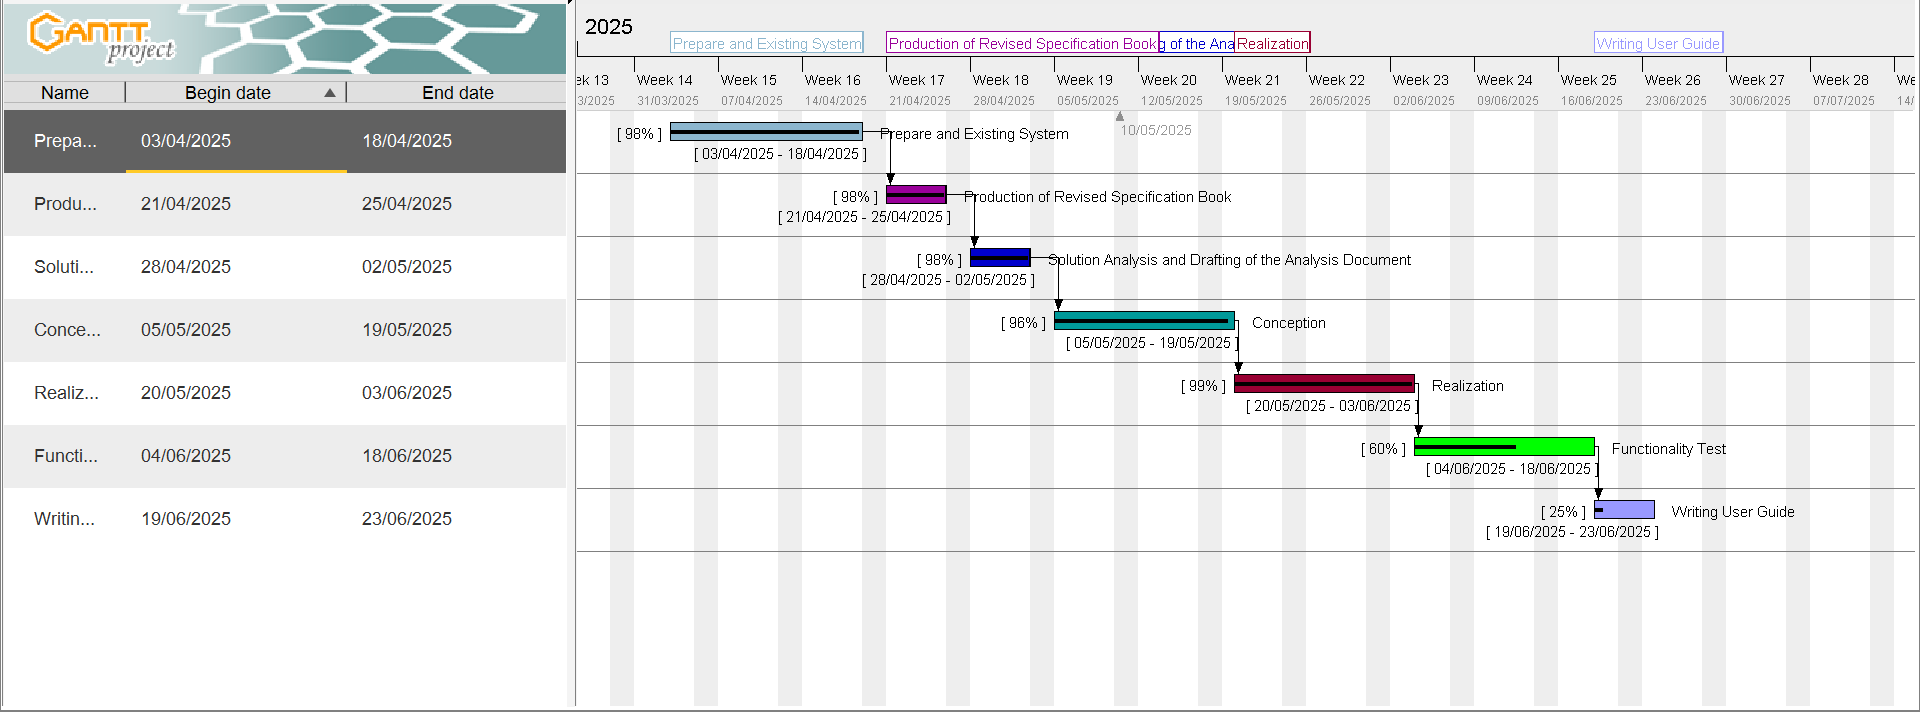 GANTT
project
2025
Prepare and Existing System
Production of Revised Specification Book
g of the Ana
Realization
Writing User Guide
Name
Begin date
End date
ek 13
Week 14
Week 15
Week 16
Week 17
Week 18
Week 19
Week 20
Week 21
Week 22
Week 23
Week 24
Week 25
Week 26
Week 27
Week 28
We
3/2025
31/03/2025
07/04/2025
14/04/2025
21/04/2025
28/04/2025
05/05/2025
12/05/2025
19/05/2025
26/05/2025
02/06/2025
09/06/2025
16/06/2025
23/06/2025
30/06/2025
07/07/2025
14/
10/05/2025
Prepa... 03/04/2025 18/04/2025
[ 98% ] Prepare and Existing System
[ 03/04/2025 - 18/04/2025 ]
Produ... 21/04/2025 25/04/2025
[ 98% ] Production of Revised Specification Book
[ 21/04/2025 - 25/04/2025 ]
Soluti... 28/04/2025 02/05/2025
[ 98% ] Solution Analysis and Drafting of the Analysis Document
[ 28/04/2025 - 02/05/2025 ]
Conce... 05/05/2025 19/05/2025
[ 96% ] Conception
[ 05/05/2025 - 19/05/2025 ]
Realiz... 20/05/2025 03/06/2025
[ 99% ] Realization
[ 20/05/2025 - 03/06/2025 ]
Functi... 04/06/2025 18/06/2025
[ 60% ] Functionality Test
[ 04/06/2025 - 18/06/2025 ]
Writin... 19/06/2025 23/06/2025
[ 25% ] Writing User Guide
[ 19/06/2025 - 23/06/2025 ]